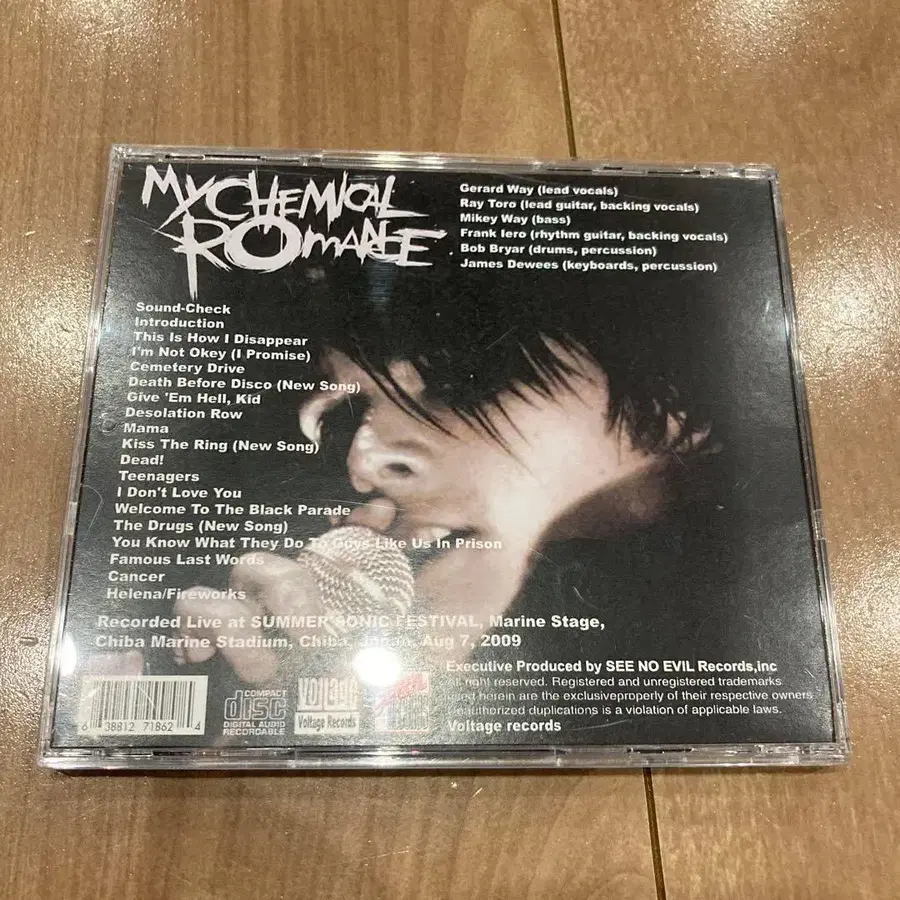 MY CHEMICAL
ROMANCE
Gerard Way (lead vocals)
Ray Toro (lead guitar, backing vocals)
Mikey Way (bass)
Frank Iero (rhythm guitar, backing vocals)
Bob Bryar (drums, percussion)
James Dewees (keyboards, percussion)
Sound-Check
Introduction
This Is How I Disappear
I'm Not Okey (I Promise)
Cemetery Drive
Death Before Disco (New Song)
Give 'Em Hell, Kid
Desolation Row
Mama
Kiss The Ring (New Song)
Dead!
Teenagers
I Don't Love You
Welcome To The Black Parade
The Drugs (New Song)
You Know What They Do To Guys Like Us In Prison
Famous Last Words
Cancer
Helena/Fireworks
Recorded Live at SUMMER SONIC FESTIVAL, Marine Stage,
Chiba Marine Stadium, Chiba, Japan, Aug 7, 2009
Executive Produced by SEE NO EVIL Records,inc
All right reserved. Registered and unregistered trademarks
used herein are the exclusiveproperly of their respective owners
unauthorized duplications is a violation of applicable laws.
Voltage records
6 38812 71862 4
COMPACT
disc
DIGITAL AUDIO
RECORDABLE
Voltage
Voltage Records